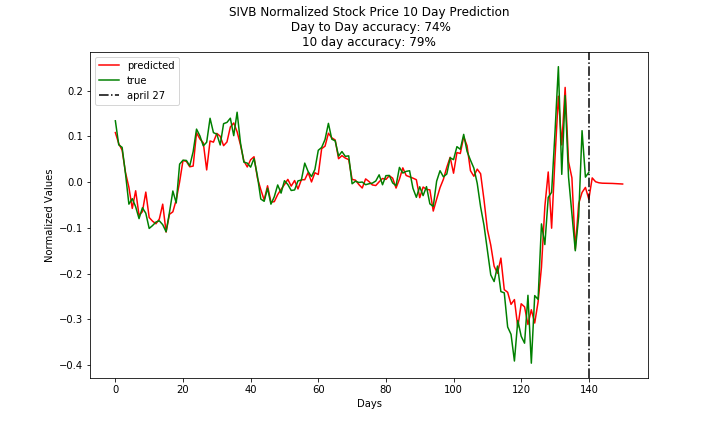 SIVB Normalized Stock Price 10 Day Prediction
Day to Day accuracy: 74%
10 day accuracy: 79%
predicted
true
april 27
Normalized Values
0.2
0.1
0.0
−0.1
−0.2
−0.3
−0.4
0 20 40 60 80 100 120 140
Days